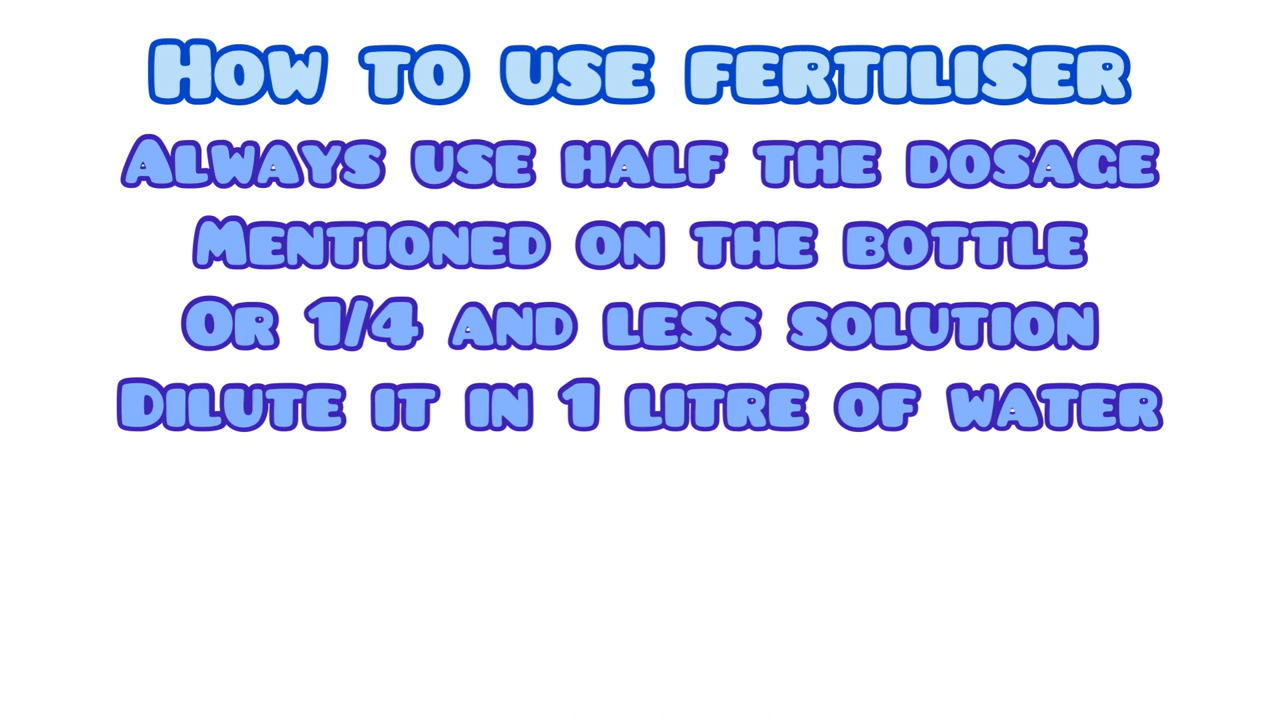 How to use fertiliser
Always use half the dosage
Mentioned on the bottle
Or 1/4 and less solution
Dilute it in 1 litre of water